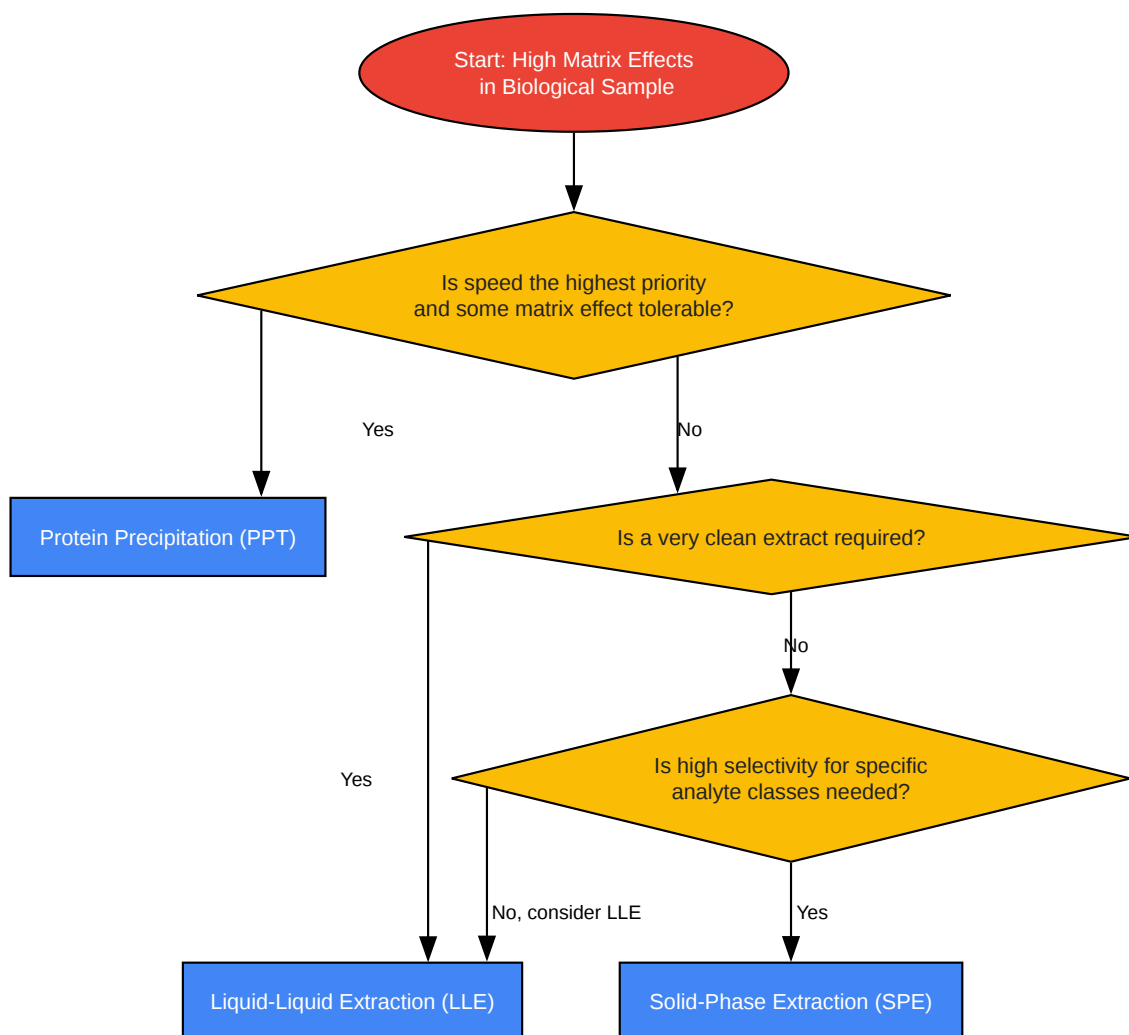 Start: High Matrix Effects
in Biological Sample
Is speed the highest priority
and some matrix effect tolerable?
Yes
No
Protein Precipitation (PPT)
Is a very clean extract required?
No
Is high selectivity for specific
analyte classes needed?
Yes
No, consider LLE
Yes
Liquid-Liquid Extraction (LLE)
Solid-Phase Extraction (SPE)